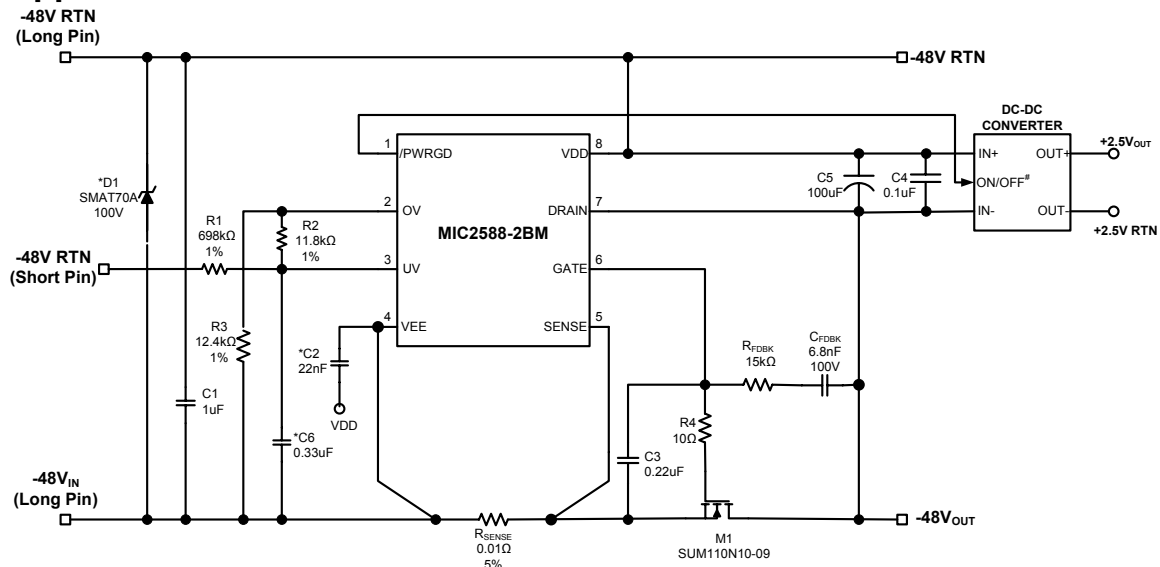 -48V RTN
(Long Pin)
-48V RTN
DC-DC
CONVERTER
1
/PWRGD
VDD
8
IN+
OUT+
+2.5VOUT
*D1
SMAT70A
100V
C5
100uF
C4
0.1uF
ON/OFF#
2
OV
DRAIN
7
IN-
OUT-
+2.5V RTN
R1
698kΩ
1%
R2
11.8kΩ
1%
MIC2588-2BM
-48V RTN
(Short Pin)
3
UV
GATE
6
4
VEE
SENSE
5
R3
12.4kΩ
1%
*C2
22nF
VDD
RFDBK
15kΩ
CFDBK
6.8nF
100V
C1
1uF
*C6
0.33uF
R4
10Ω
C3
0.22uF
-48VIN
(Long Pin)
-48VOUT
RSENSE
0.01Ω
5%
M1
SUM110N10-09